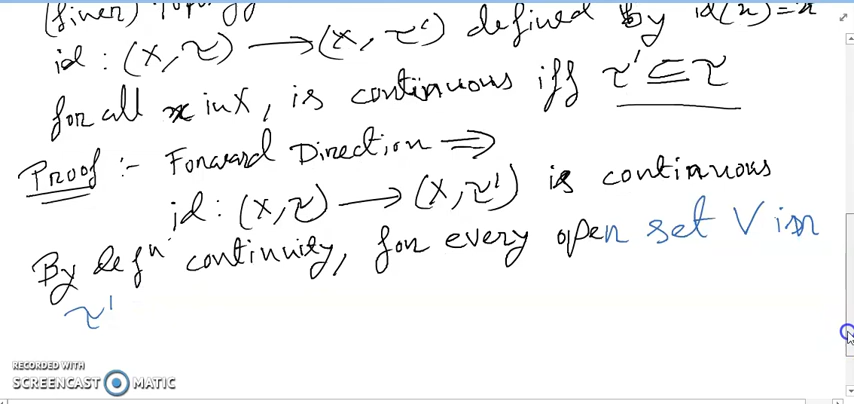 (finer) topology
id : (X, τ) ⟶ (X, τ') defined by id(x)=x
for all x in X, is continuous iff τ' ⊆ τ
Proof :- Forward Direction ⟹
id : (X, τ) ⟶ (X, τ') is continuous
By defn continuity, for every open set V in
τ'
RECORDED WITH
SCREENCAST MATIC